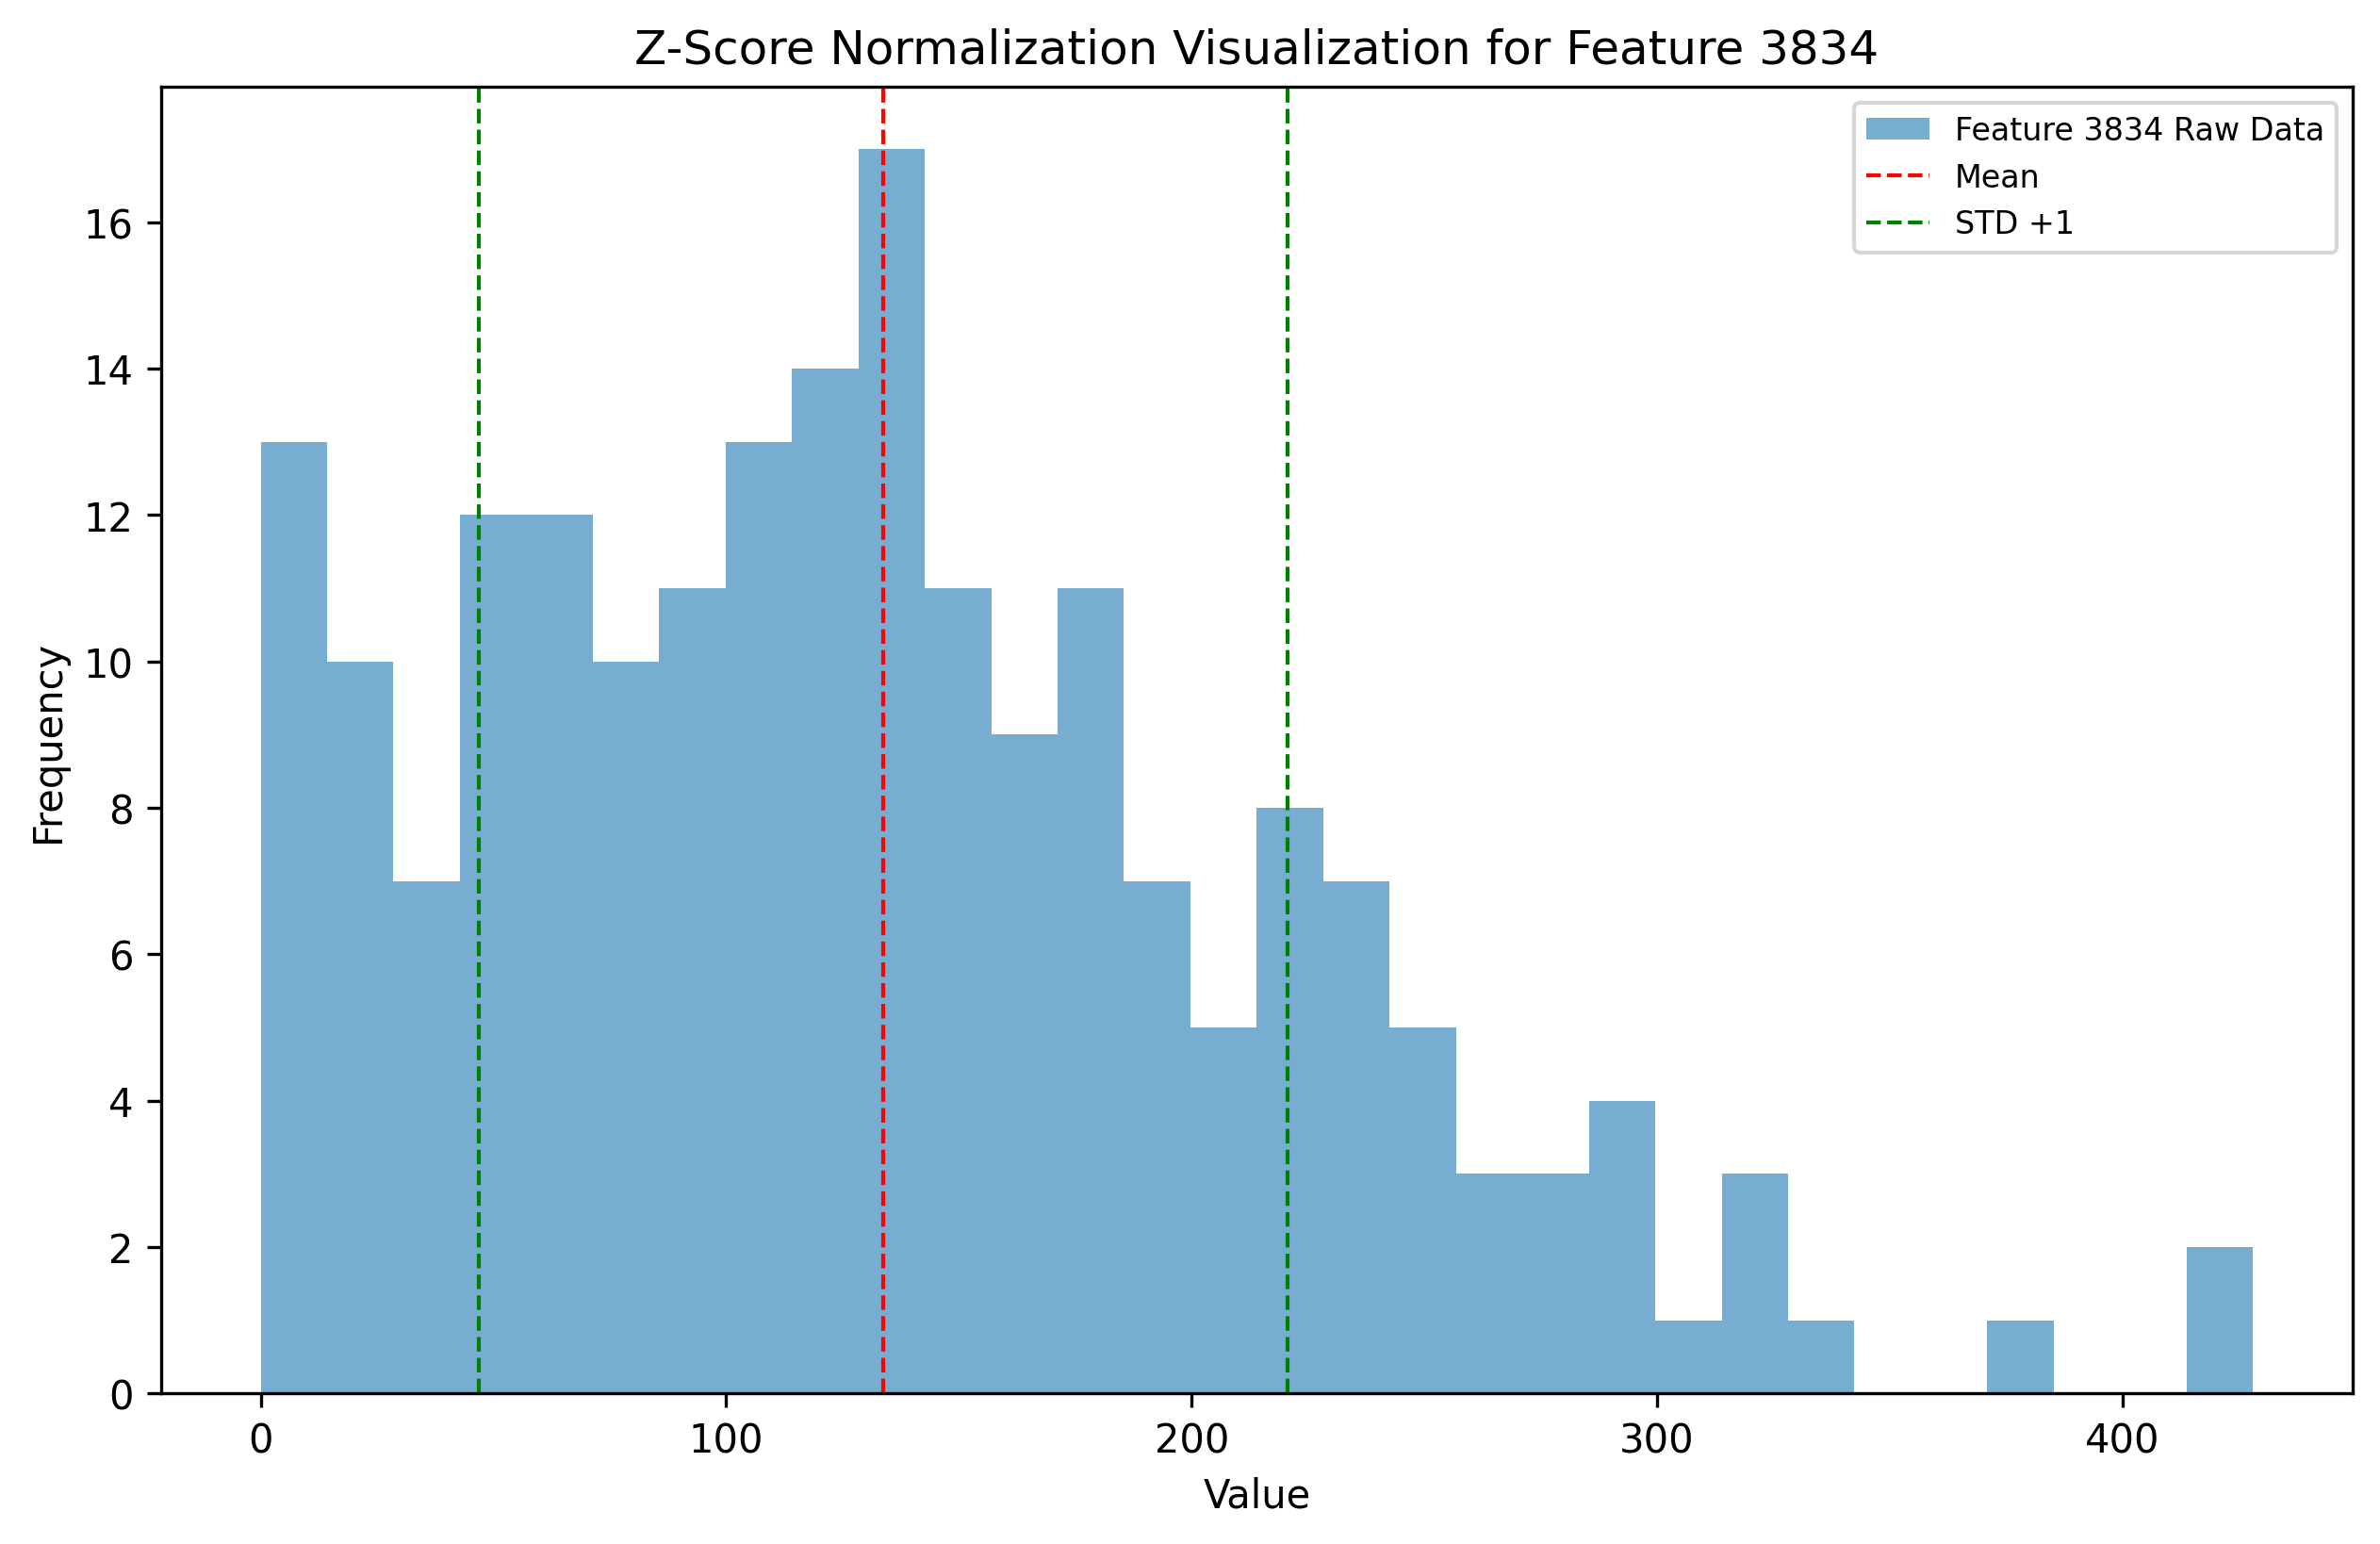 Z-Score Normalization Visualization for Feature 3834
Feature 3834 Raw Data
Mean
STD +1
16
14
12
10
8
6
4
2
0
Frequency
0 100 200 300 400
Value